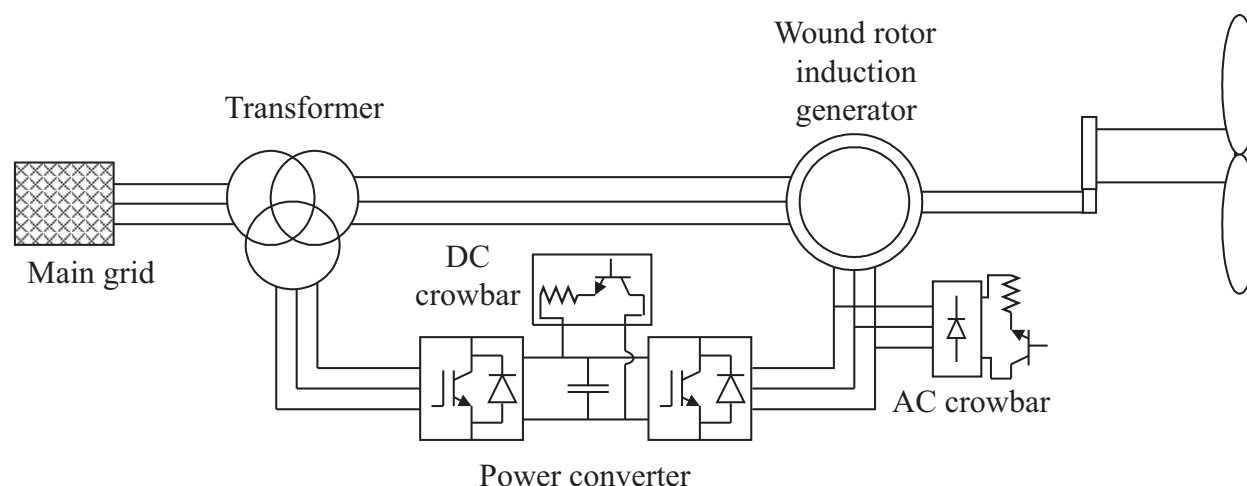 Wound rotor
induction
generator
Transformer
Main grid
DC
crowbar
AC crowbar
Power converter